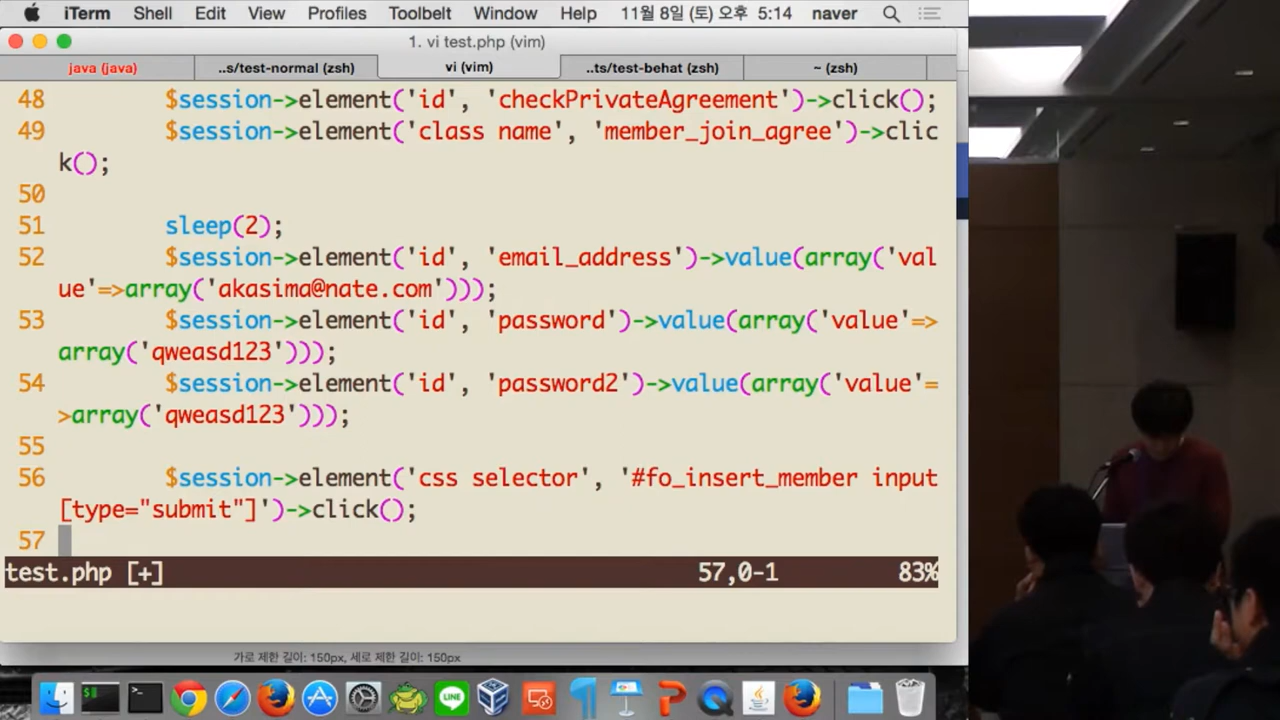 iTerm Shell Edit View Profiles Toolbelt Window Help 11월 8일 (토) 오후 5:14 naver
1. vi test.php (vim)
java (java) ..s/test-normal (zsh) vi (vim) ..ts/test-behat (zsh) ~ (zsh)
48 $session->element('id', 'checkPrivateAgreement')->click();
49 $session->element('class name', 'member_join_agree')->clic
k();
50
51 sleep(2);
52 $session->element('id', 'email_address')->value(array('val
ue'=>array('akasima@nate.com')));
53 $session->element('id', 'password')->value(array('value'=>
array('qweasd123')));
54 $session->element('id', 'password2')->value(array('value'=
>array('qweasd123')));
55
56 $session->element('css selector', '#fo_insert_member input
[type="submit"]')->click();
57
test.php [+] 57,0-1 83%
가로 제한 길이: 150px, 세로 제한 길이: 150px
LINE